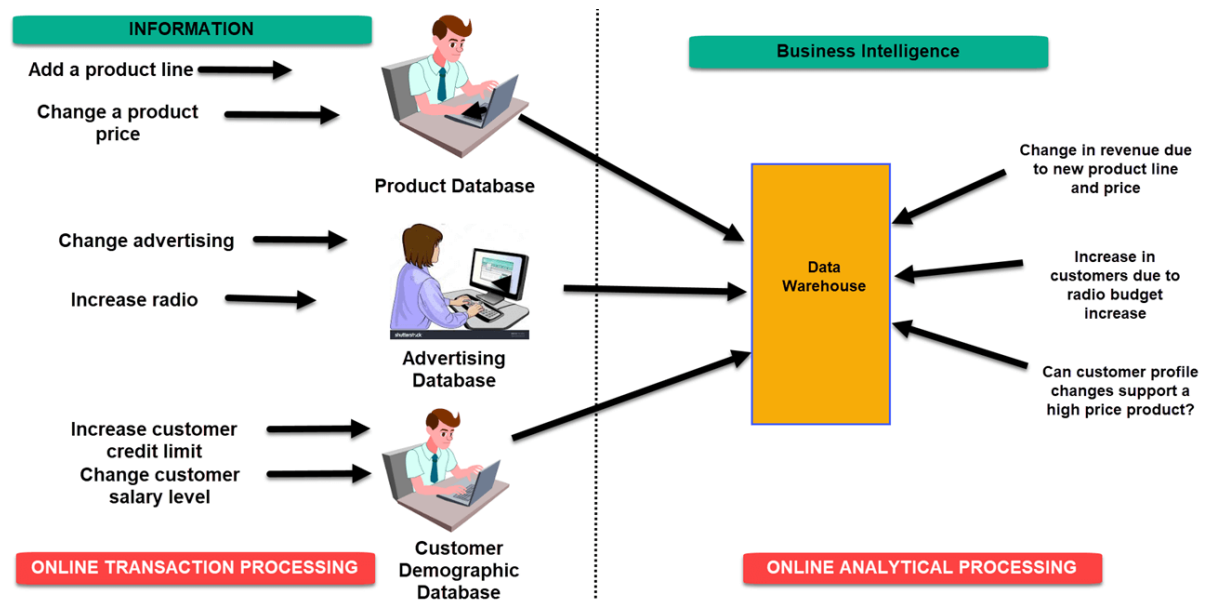 INFORMATION
Add a product line
Change a product
price
Product Database
Change advertising
Increase radio
shutterstock
Advertising
Database
Increase customer
credit limit
Change customer
salary level
Customer
Demographic
Database
ONLINE TRANSACTION PROCESSING
Business Intelligence
Data
Warehouse
Change in revenue due
to new product line
and price
Increase in
customers due to
radio budget
increase
Can customer profile
changes support a
high price product?
ONLINE ANALYTICAL PROCESSING